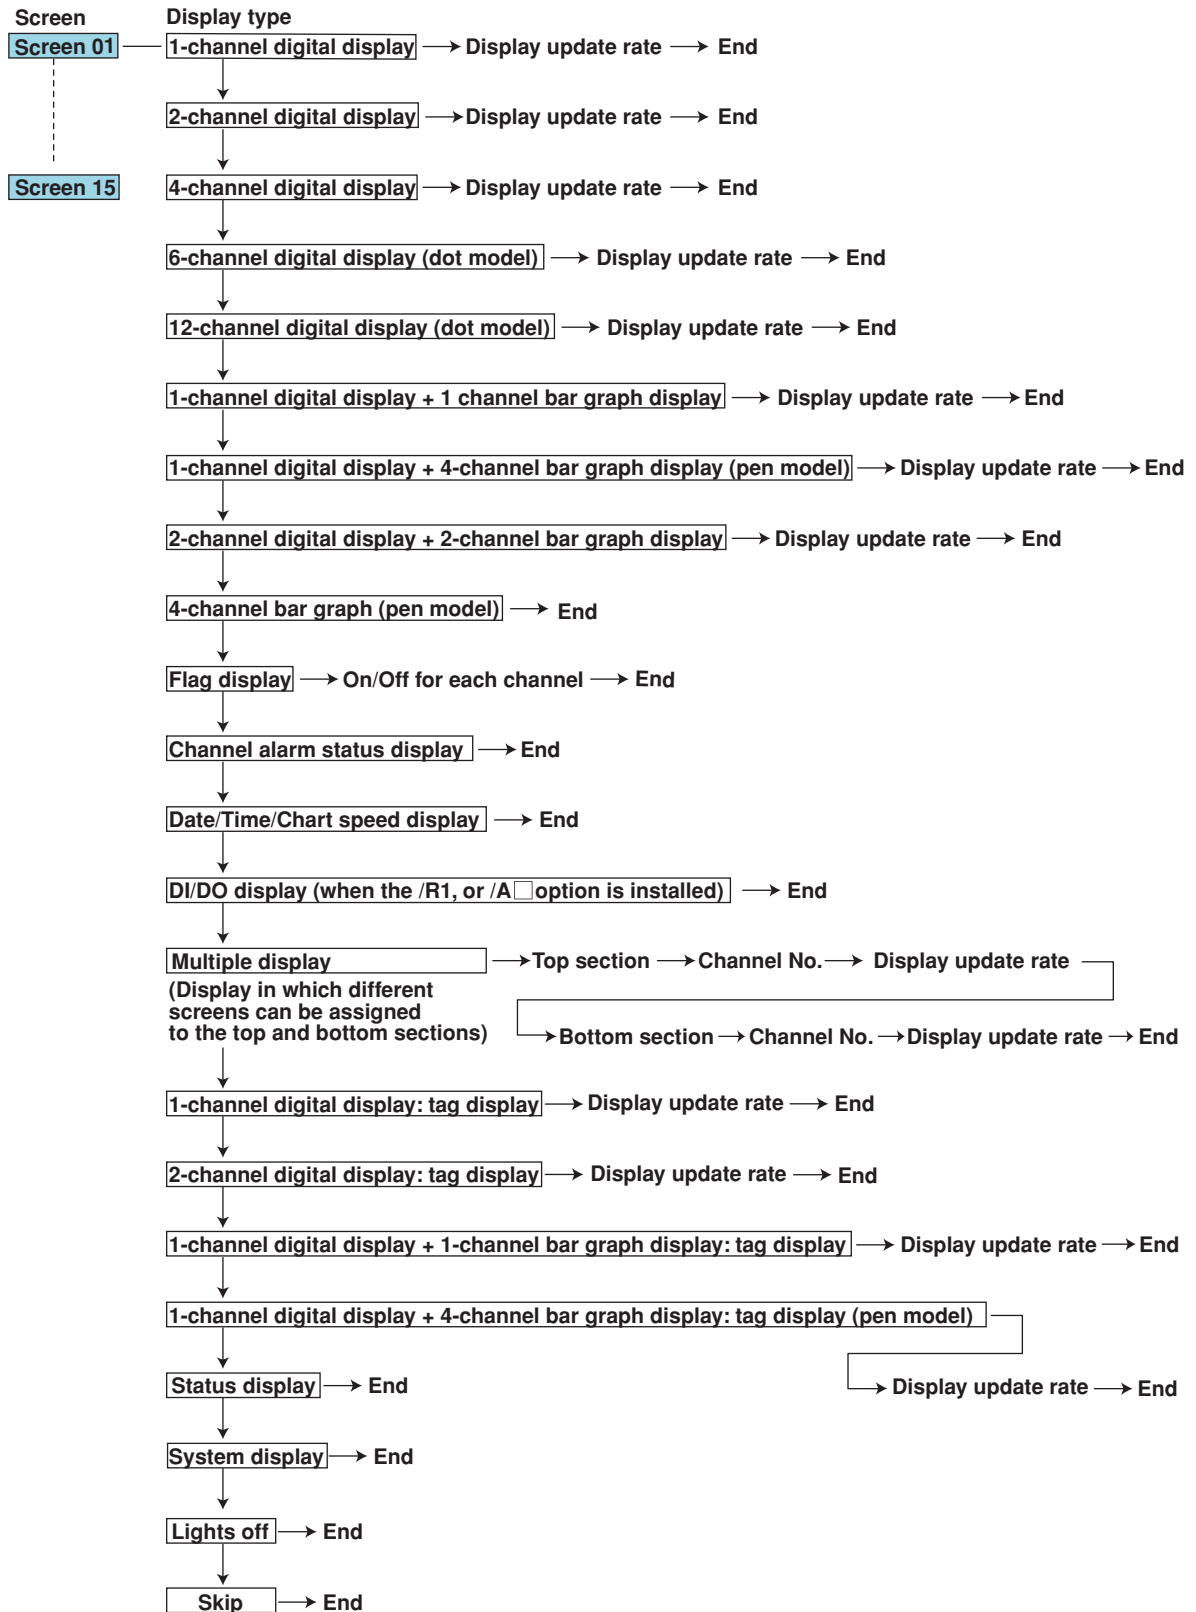 Screen Display type
Screen 01 1-channel digital display Display update rate End
2-channel digital display Display update rate End
Screen 15 4-channel digital display Display update rate End
6-channel digital display (dot model) Display update rate End
12-channel digital display (dot model) Display update rate End
1-channel digital display + 1 channel bar graph display Display update rate End
1-channel digital display + 4-channel bar graph display (pen model) Display update rate End
2-channel digital display + 2-channel bar graph display Display update rate End
4-channel bar graph (pen model) End
Flag display On/Off for each channel End
Channel alarm status display End
Date/Time/Chart speed display End
DI/DO display (when the /R1, or /A□ option is installed) End
Multiple display Top section Channel No. Display update rate
(Display in which different
screens can be assigned
to the top and bottom sections) Bottom section Channel No. Display update rate End
1-channel digital display: tag display Display update rate End
2-channel digital display: tag display Display update rate End
1-channel digital display + 1-channel bar graph display: tag display Display update rate End
1-channel digital display + 4-channel bar graph display: tag display (pen model)
Status display End Display update rate End
System display End
Lights off End
Skip End